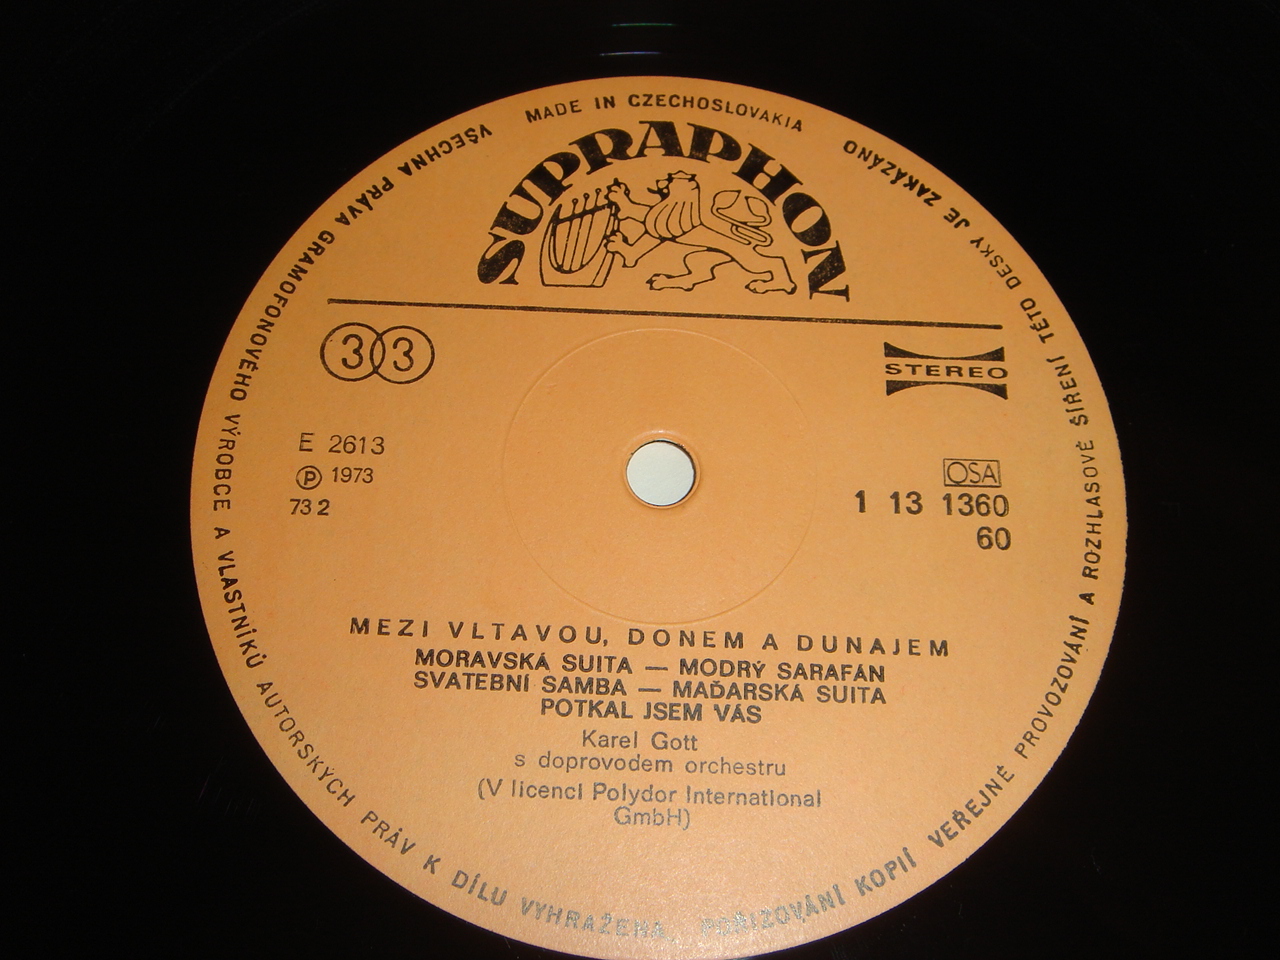 MADE IN CZECHOSLOVAKIA
SUPRAPHON
33
STEREO
E 2613
Ⓟ 1973
73 2
OSA
1 13 1360
60
MEZI VLTAVOU, DONEM A DUNAJEM
MORAVSKÁ SUITA — MODRÝ SARAFÁN
SVATEBNÍ SAMBA — MAĎARSKÁ SUITA
POTKAL JSEM VÁS
Karel Gott
s doprovodem orchestru
(V licenci Polydor International
GmbH)
VŠECHNA PRÁVA GRAMOFONOVÉHO VÝROBCE A VLASTNÍKŮ AUTORSKÝCH PRÁV K DÍLU VYHRAŽENA. POŘIZOVÁNÍ KOPIÍ VEŘEJNÉ PROVOZOVÁNÍ A ROZHLASOVÉ ŠÍŘENÍ TÉTO DESKY JE ZAKÁZÁNO